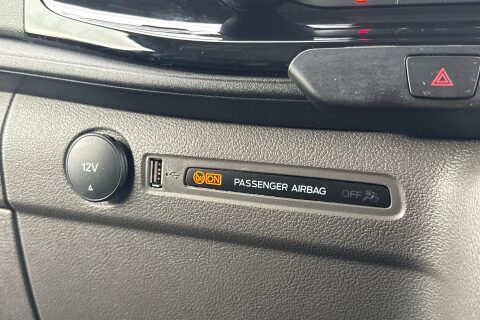 12V
ON PASSENGER AIRBAG OFF